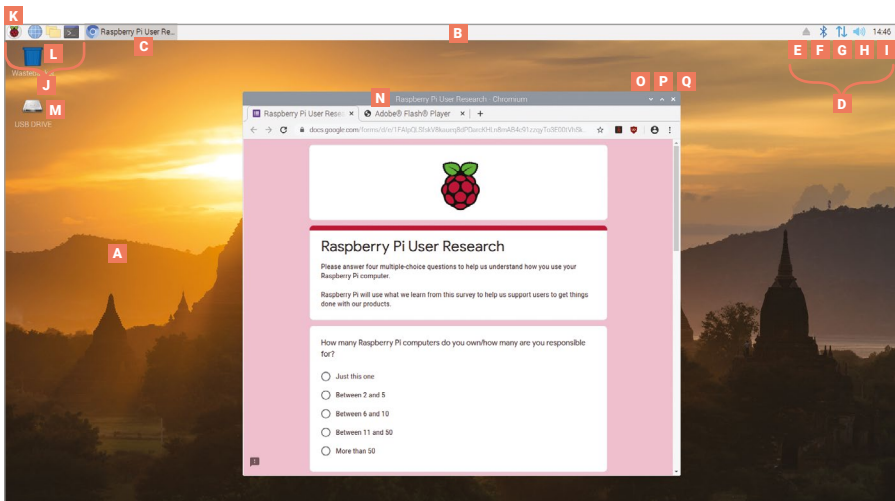 K
B
Raspberry Pi User Re..
14:46
C
L
E F G H I
J
D
M
USB DRIVE
N
O P Q
Raspberry Pi User Research - Chromium
Raspberry Pi User Resea × Adobe® Flash® Player × +
docs.google.com
A
Raspberry Pi User Research
Please answer four multiple-choice questions to help us understand how you use your
Raspberry Pi computer.
Raspberry Pi will use what we learn from this survey to help us support users to get things
done with our products.
How many Raspberry Pi computers do you own/how many are you responsible
for?
Just this one
Between 2 and 5
Between 6 and 10
Between 11 and 50
More than 50